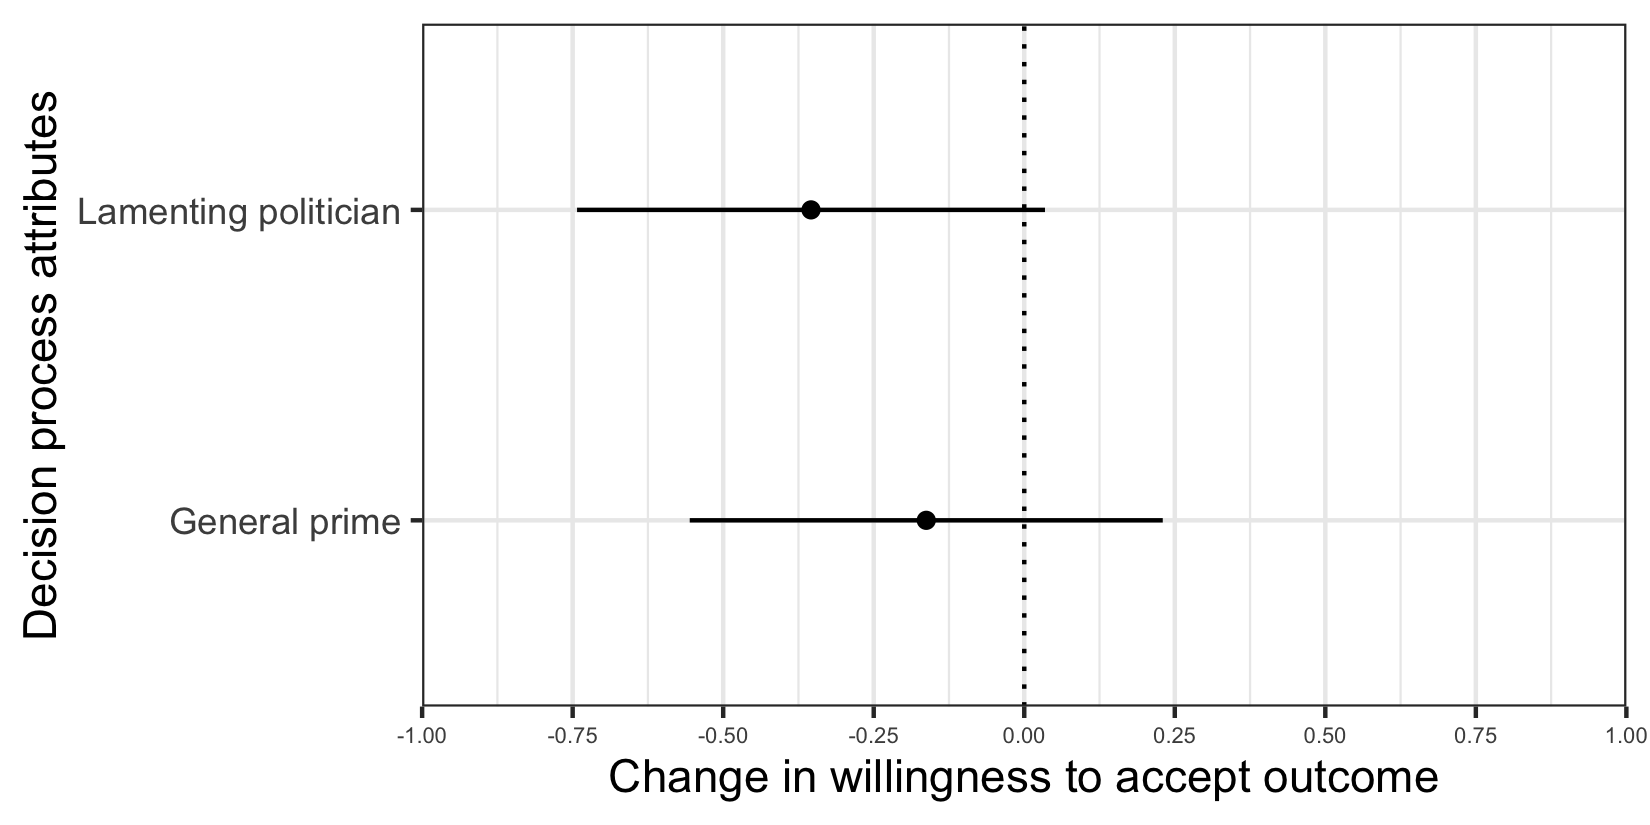 Decision process attributes
Lamenting politician
General prime
-1.00 -0.75 -0.50 -0.25 0.00 0.25 0.50 0.75 1.00
Change in willingness to accept outcome